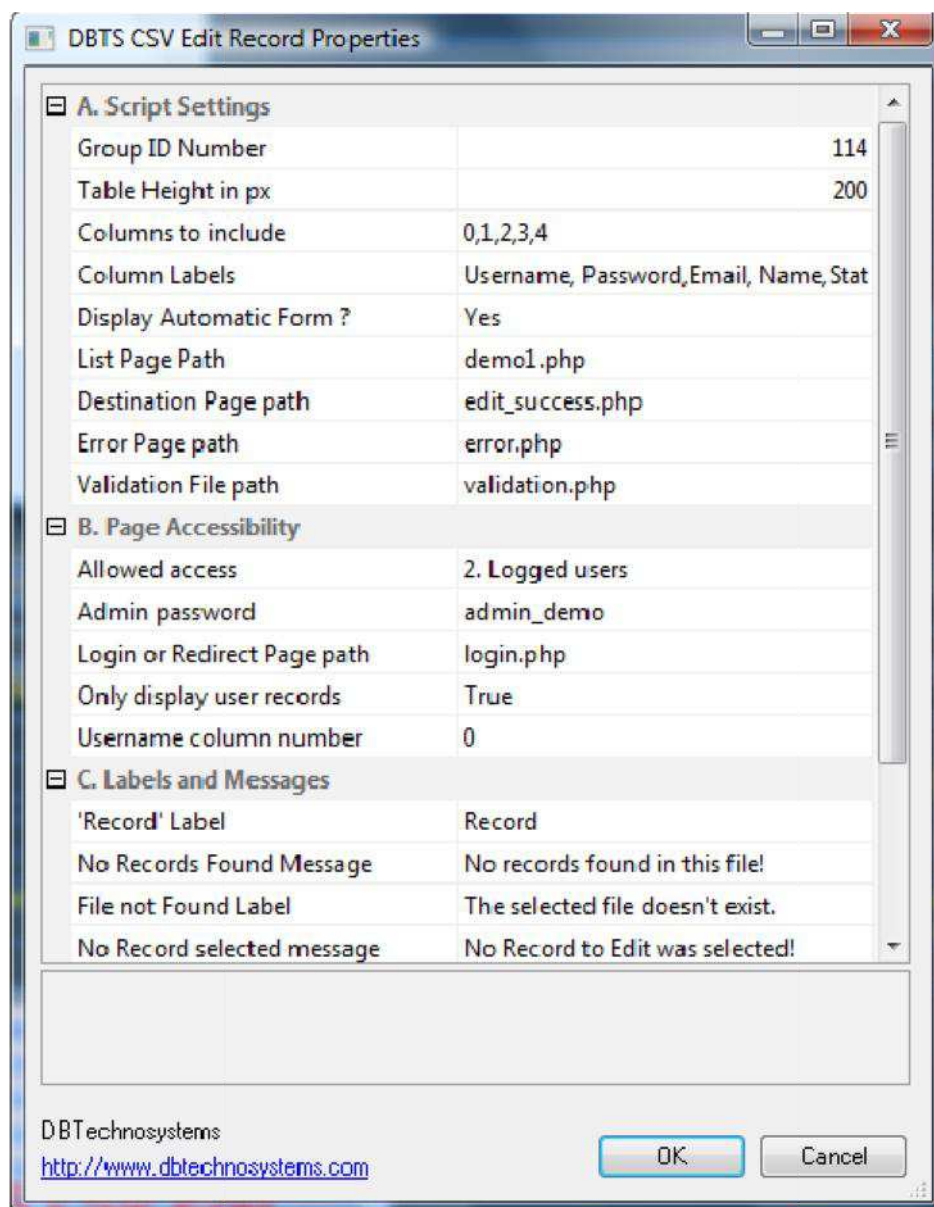 DBTS CSV Edit Record Properties
A. Script Settings
Group ID Number 114
Table Height in px 200
Columns to include 0,1,2,3,4
Column Labels Username, Password,Email, Name,Stat
Display Automatic Form ? Yes
List Page Path demo1.php
Destination Page path edit_success.php
Error Page path error.php
Validation File path validation.php
B. Page Accessibility
Allowed access 2. Logged users
Admin password admin_demo
Login or Redirect Page path login.php
Only display user records True
Username column number 0
C. Labels and Messages
'Record' Label Record
No Records Found Message No records found in this file!
File not Found Label The selected file doesn't exist.
No Record selected message No Record to Edit was selected!
DBTechnosystems
http://www.dbtechnosystems.com
OK Cancel